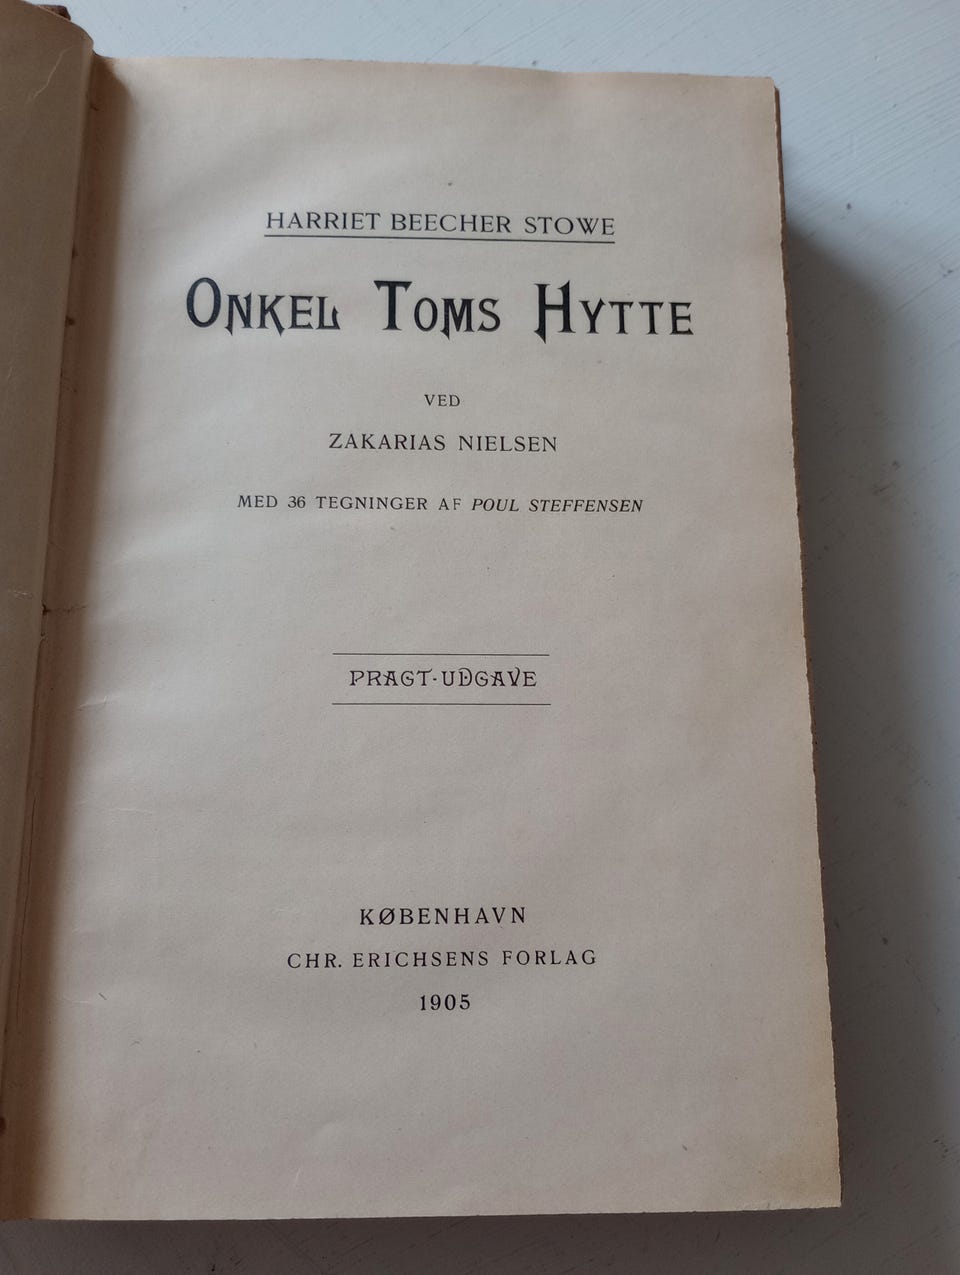 HARRIET BEECHER STOWE
ONKEL TOMS HYTTE
VED
ZAKARIAS NIELSEN
MED 36 TEGNINGER AF POUL STEFFENSEN
PRAGT-UDGAVE
KØBENHAVN
CHR. ERICHSENS FORLAG
1905